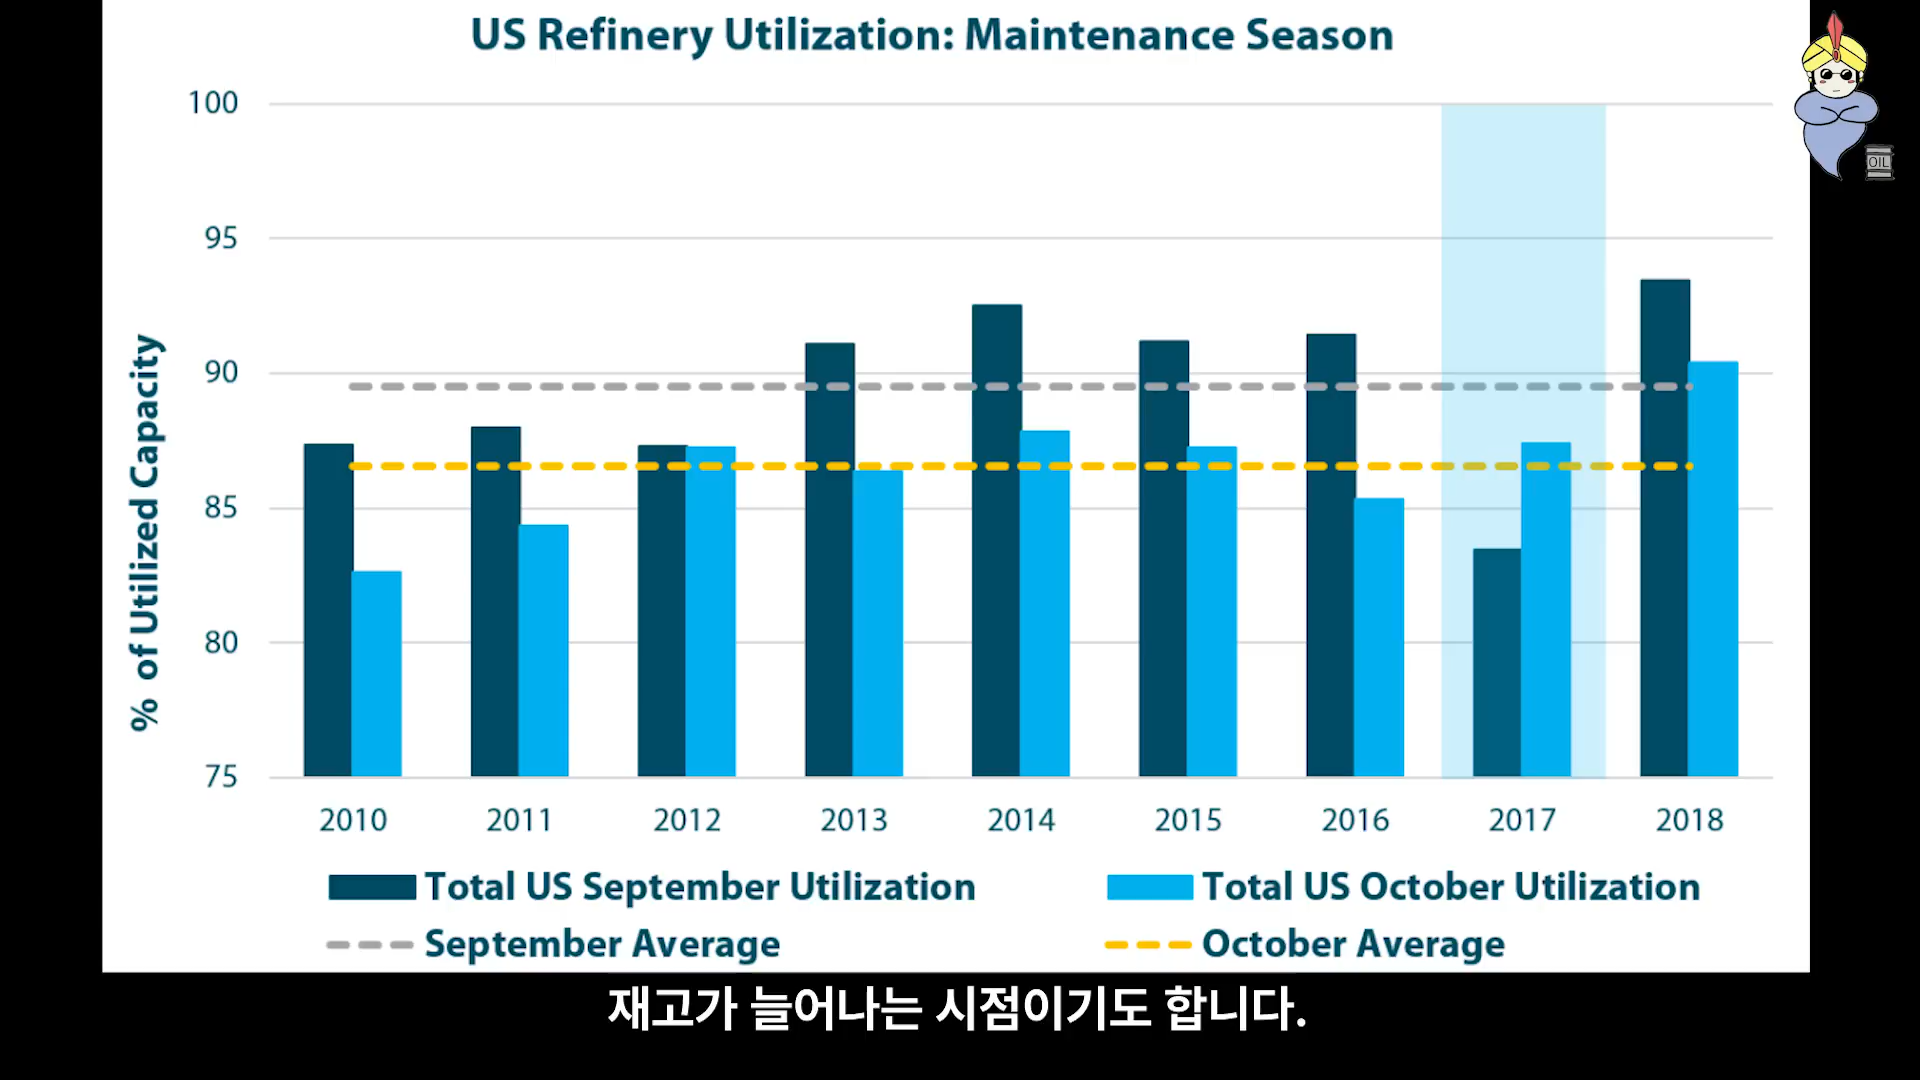 US Refinery Utilization: Maintenance Season
100
95
90
85
80
75
% of Utilized Capacity
2010 2011 2012 2013 2014 2015 2016 2017 2018
Total US September Utilization Total US October Utilization
September Average October Average
OIL
재고가 늘어나는 시점이기도 합니다.